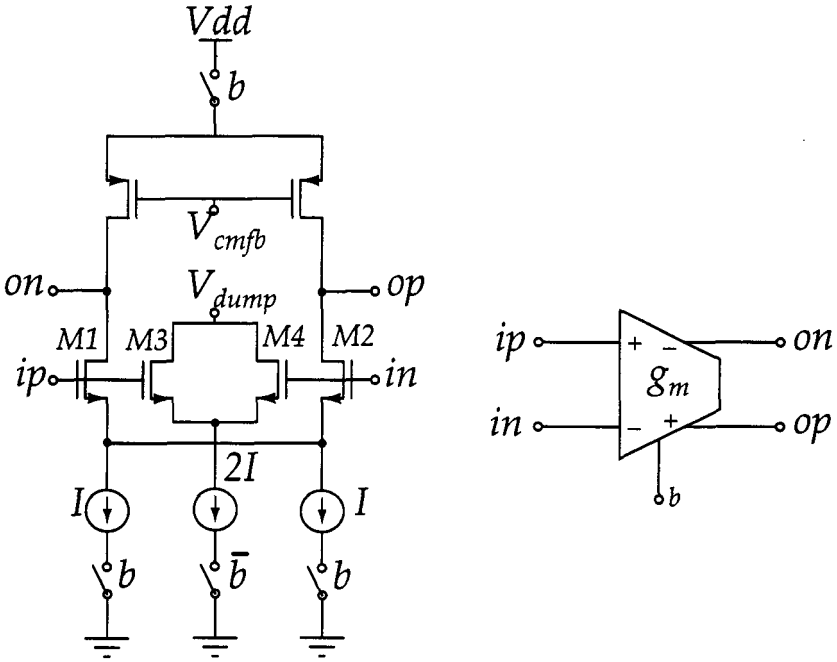 Vdd
b
V_cmfb
on
V_dump
op
M1
M3
M4
M2
ip
in
2I
I
I
b
b̄
b
ip
+
−
on
g_m
in
−
+
op
b